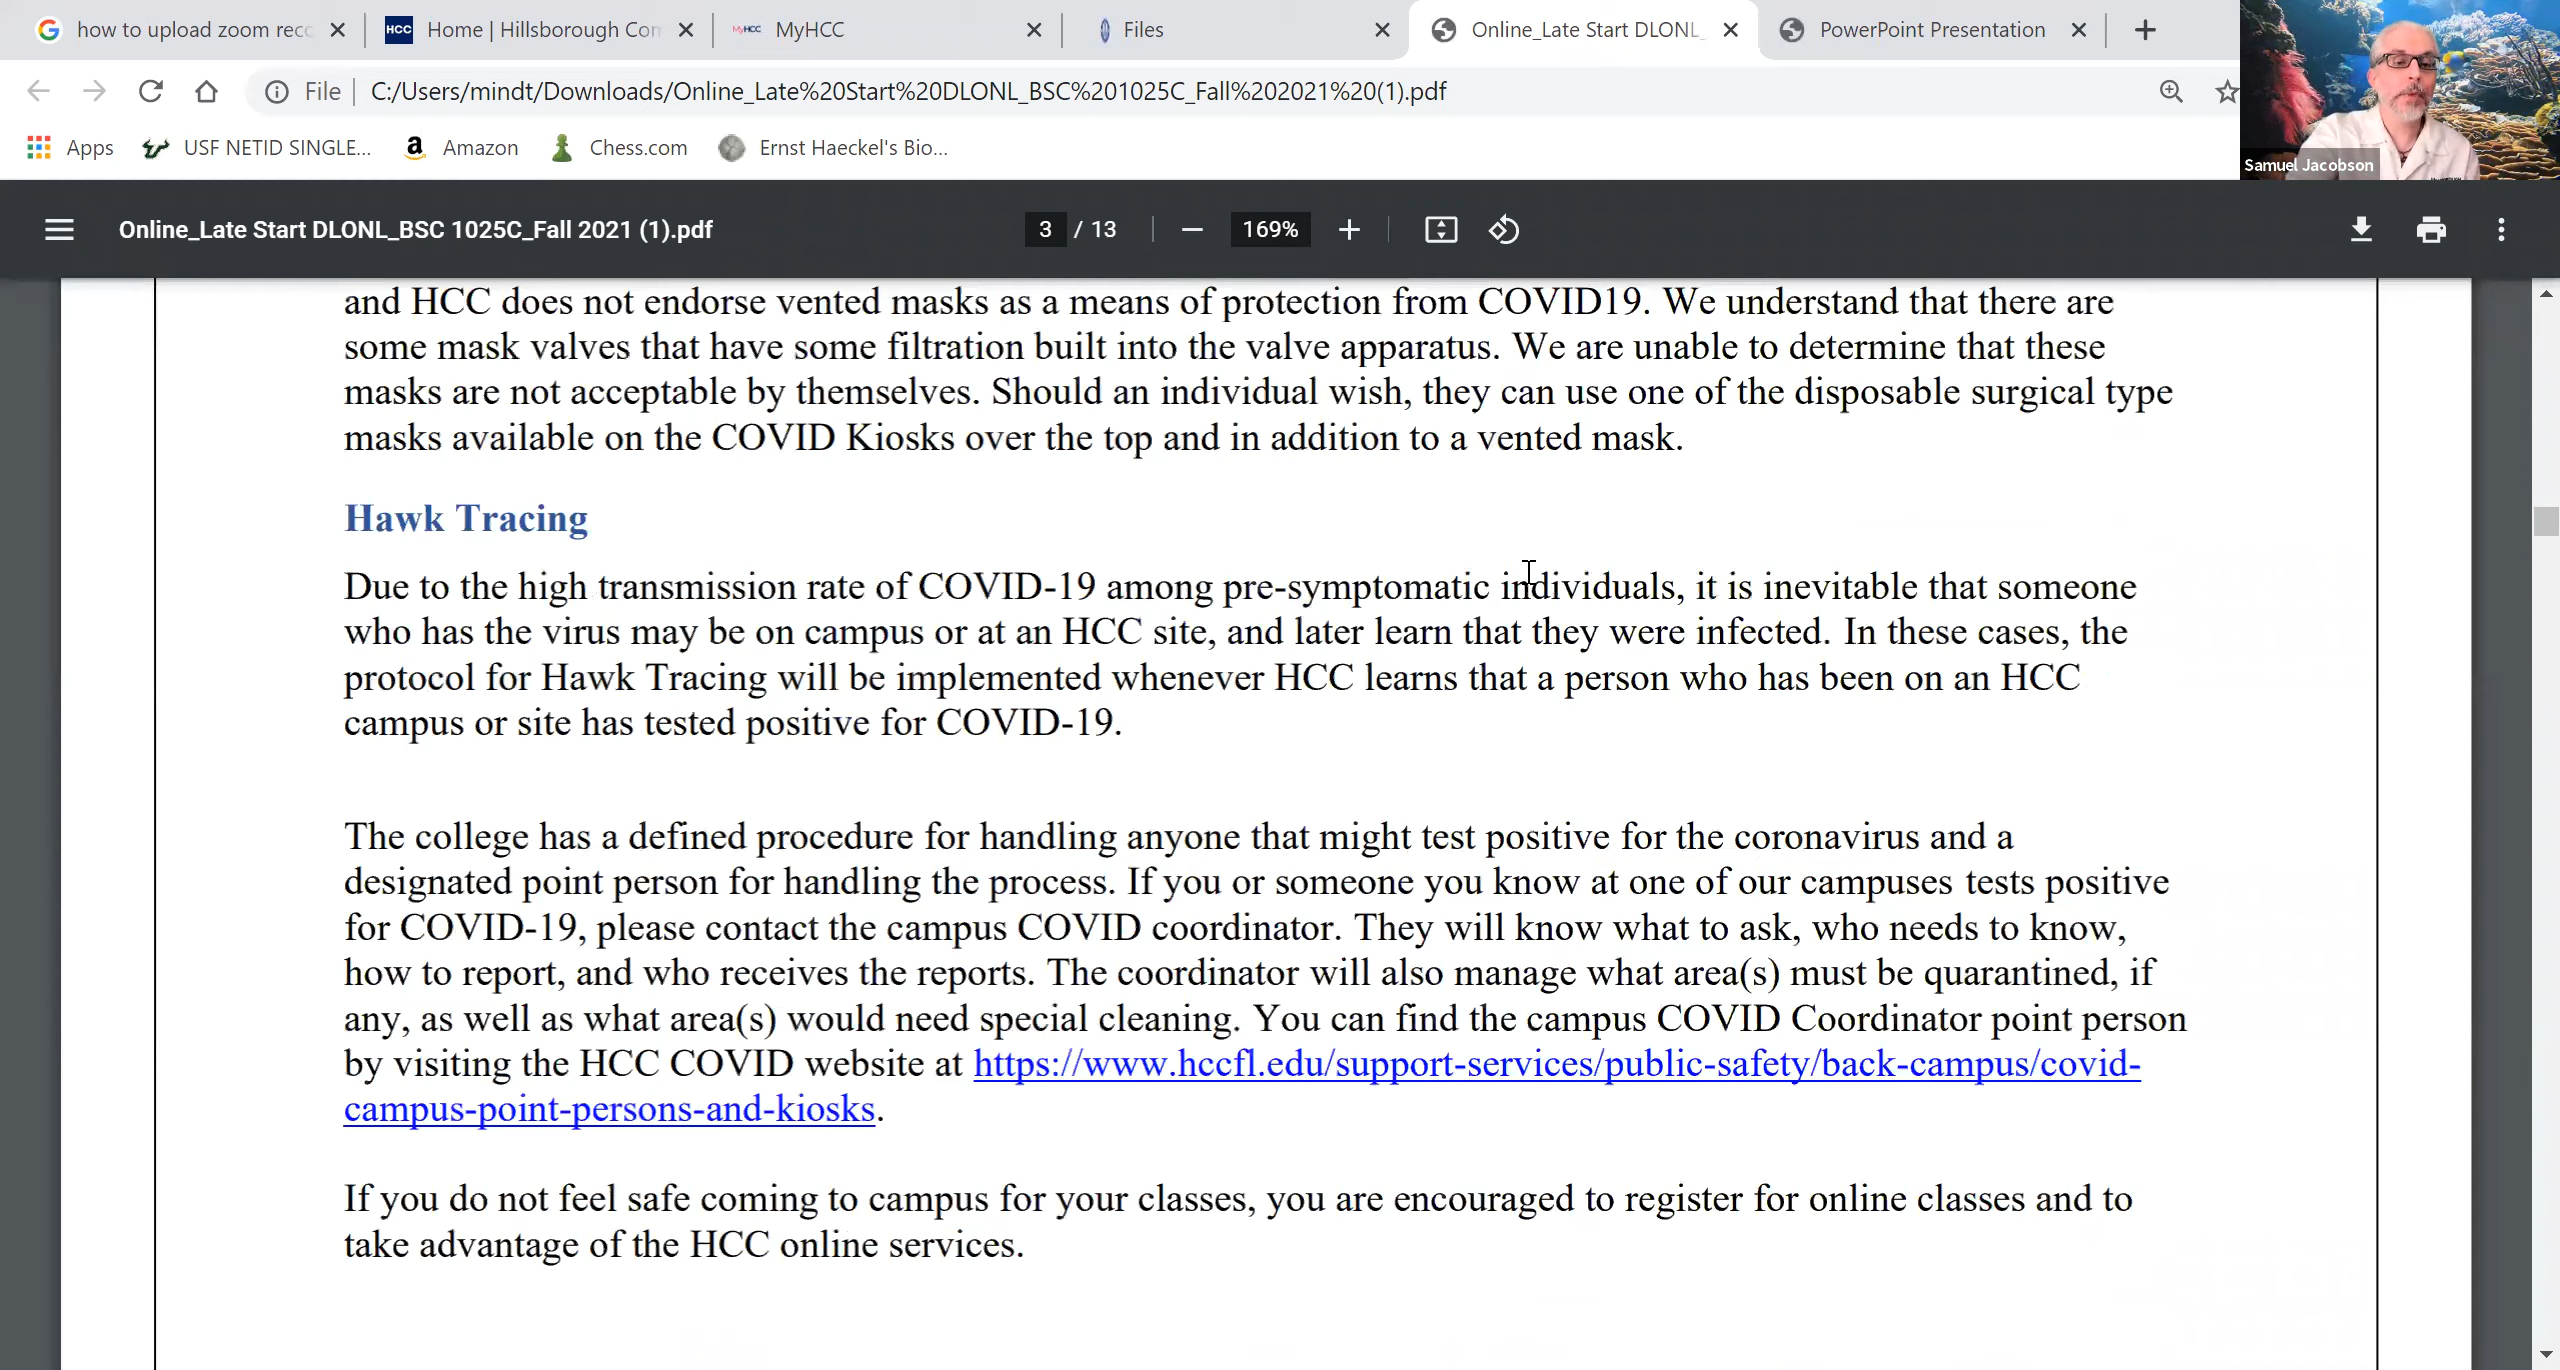 how to upload zoom reco
Home | Hillsborough Com
MyHCC
Files
Online_Late Start DLONL_
PowerPoint Presentation
File
C:/Users/mindt/Downloads/Online_Late%20Start%20DLONL_BSC%201025C_Fall%202021%20(1).pdf
Apps
USF NETID SINGLE...
Amazon
Chess.com
Ernst Haeckel's Bio...
Samuel Jacobson
Online_Late Start DLONL_BSC 1025C_Fall 2021 (1).pdf
3 / 13
169%
and HCC does not endorse vented masks as a means of protection from COVID19. We understand that there are
some mask valves that have some filtration built into the valve apparatus. We are unable to determine that these
masks are not acceptable by themselves. Should an individual wish, they can use one of the disposable surgical type
masks available on the COVID Kiosks over the top and in addition to a vented mask.
Hawk Tracing
Due to the high transmission rate of COVID-19 among pre-symptomatic individuals, it is inevitable that someone
who has the virus may be on campus or at an HCC site, and later learn that they were infected. In these cases, the
protocol for Hawk Tracing will be implemented whenever HCC learns that a person who has been on an HCC
campus or site has tested positive for COVID-19.
The college has a defined procedure for handling anyone that might test positive for the coronavirus and a
designated point person for handling the process. If you or someone you know at one of our campuses tests positive
for COVID-19, please contact the campus COVID coordinator. They will know what to ask, who needs to know,
how to report, and who receives the reports. The coordinator will also manage what area(s) must be quarantined, if
any, as well as what area(s) would need special cleaning. You can find the campus COVID Coordinator point person
by visiting the HCC COVID website at https://www.hccfl.edu/support-services/public-safety/back-campus/covid-
campus-point-persons-and-kiosks.
If you do not feel safe coming to campus for your classes, you are encouraged to register for online classes and to
take advantage of the HCC online services.